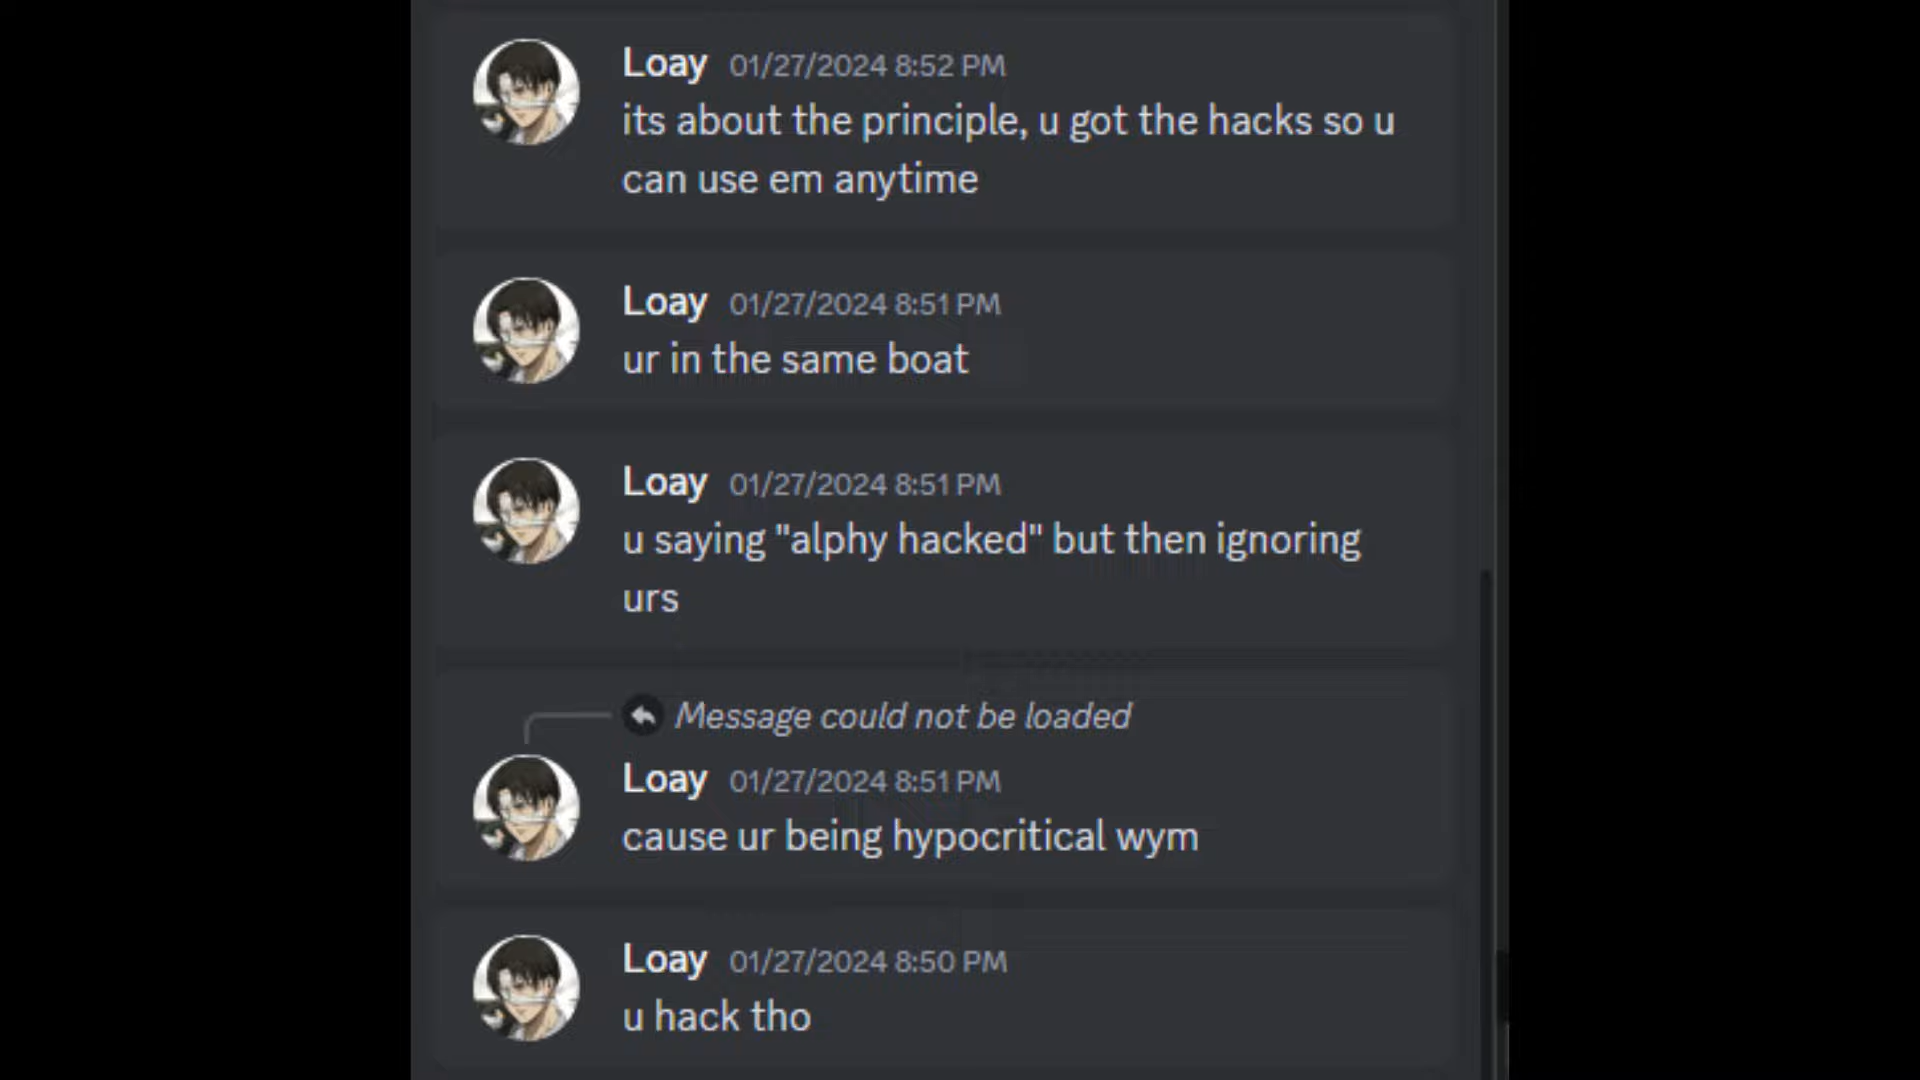 Loay 01/27/2024 8:52 PM
its about the principle, u got the hacks so u
can use em anytime
Loay 01/27/2024 8:51 PM
ur in the same boat
Loay 01/27/2024 8:51 PM
u saying "alphy hacked" but then ignoring
urs
Message could not be loaded
Loay 01/27/2024 8:51 PM
cause ur being hypocritical wym
Loay 01/27/2024 8:50 PM
u hack tho